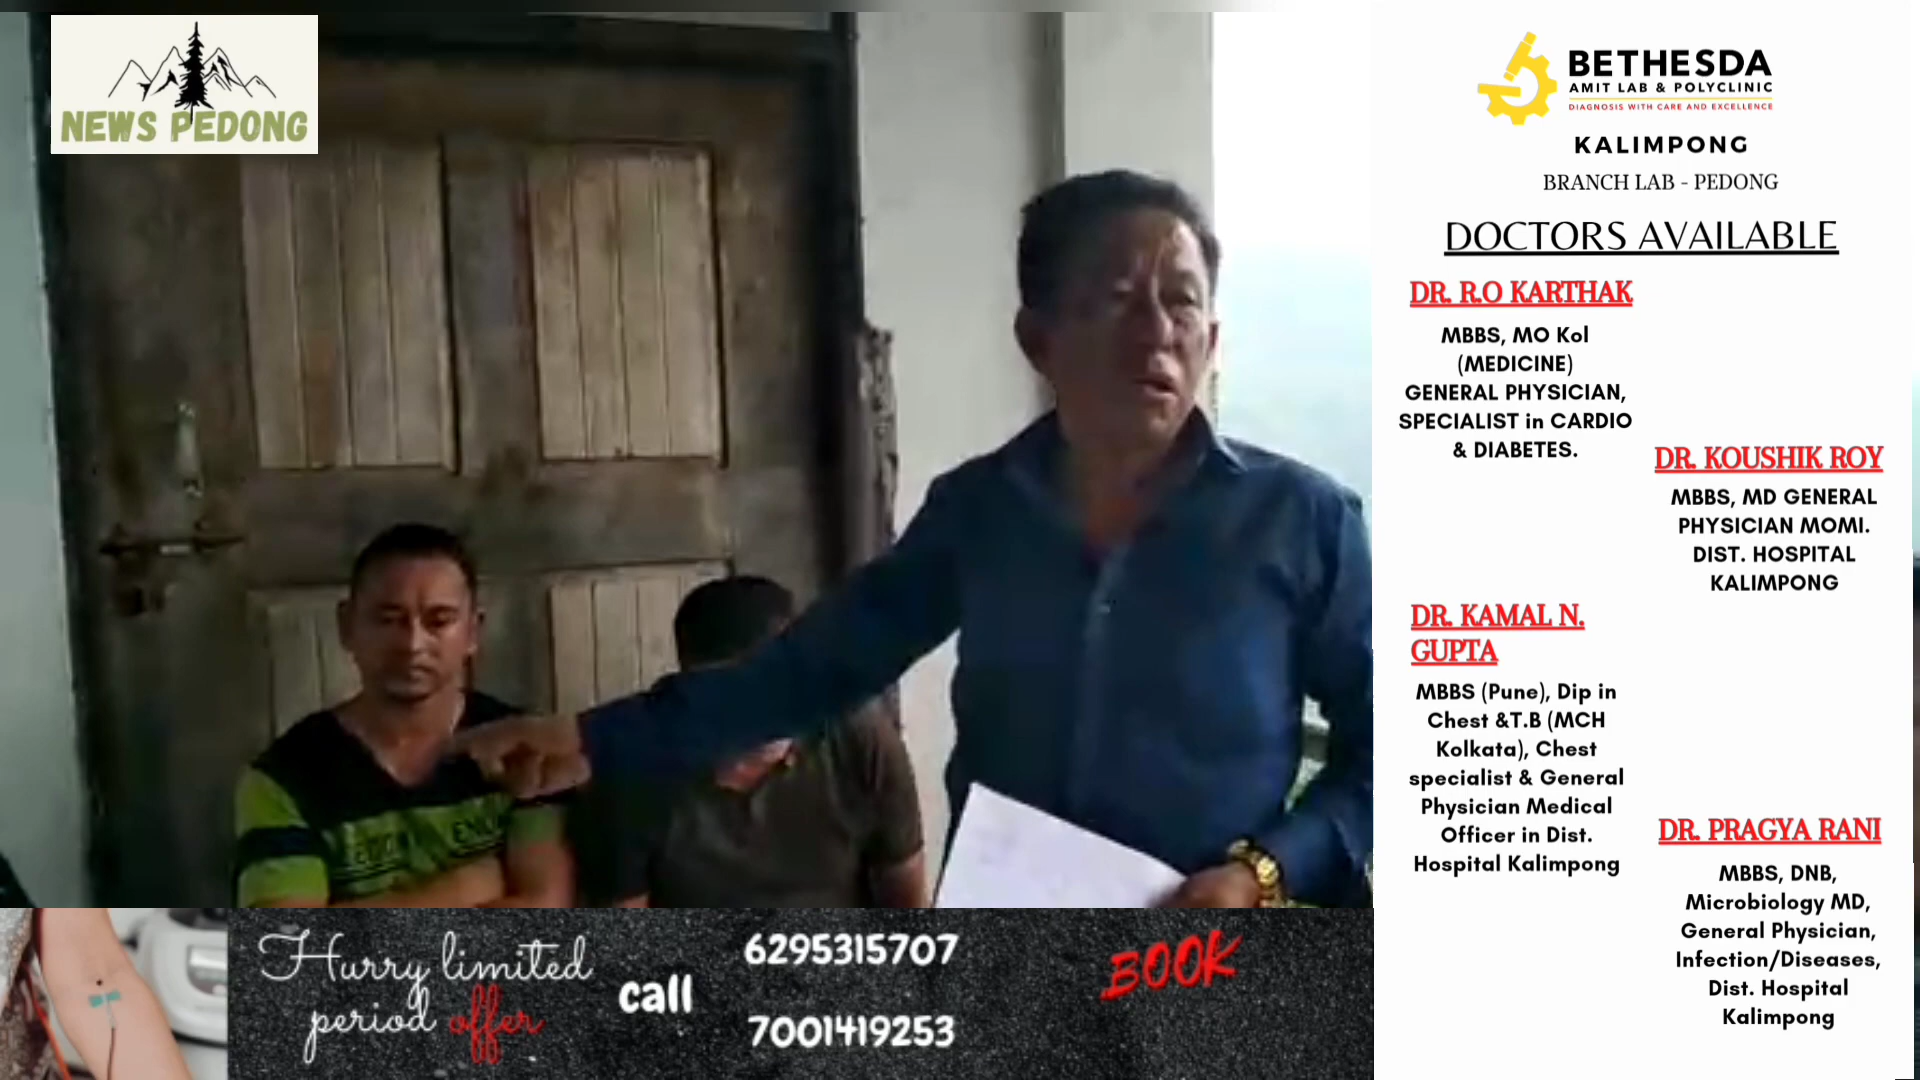 NEWS PEDONG
BETHESDA
AMIT LAB & POLYCLINIC
DIAGNOSIS WITH CARE AND EXCELLENCE
KALIMPONG
BRANCH LAB - PEDONG
DOCTORS AVAILABLE
DR. R.O KARTHAK
MBBS, MO Kol
(MEDICINE)
GENERAL PHYSICIAN,
SPECIALIST in CARDIO
& DIABETES.
DR. KOUSHIK ROY
MBBS, MD GENERAL
PHYSICIAN MOMI.
DIST. HOSPITAL
KALIMPONG
DR. KAMAL N.
GUPTA
MBBS (Pune), Dip in
Chest &T.B (MCH
Kolkata), Chest
specialist & General
Physician Medical
Officer in Dist.
Hospital Kalimpong
DR. PRAGYA RANI
MBBS, DNB,
Microbiology MD,
General Physician,
Infection/Diseases,
Dist. Hospital
Kalimpong
Hurry limited
period offer
call
6295315707
7001419253
BOOK